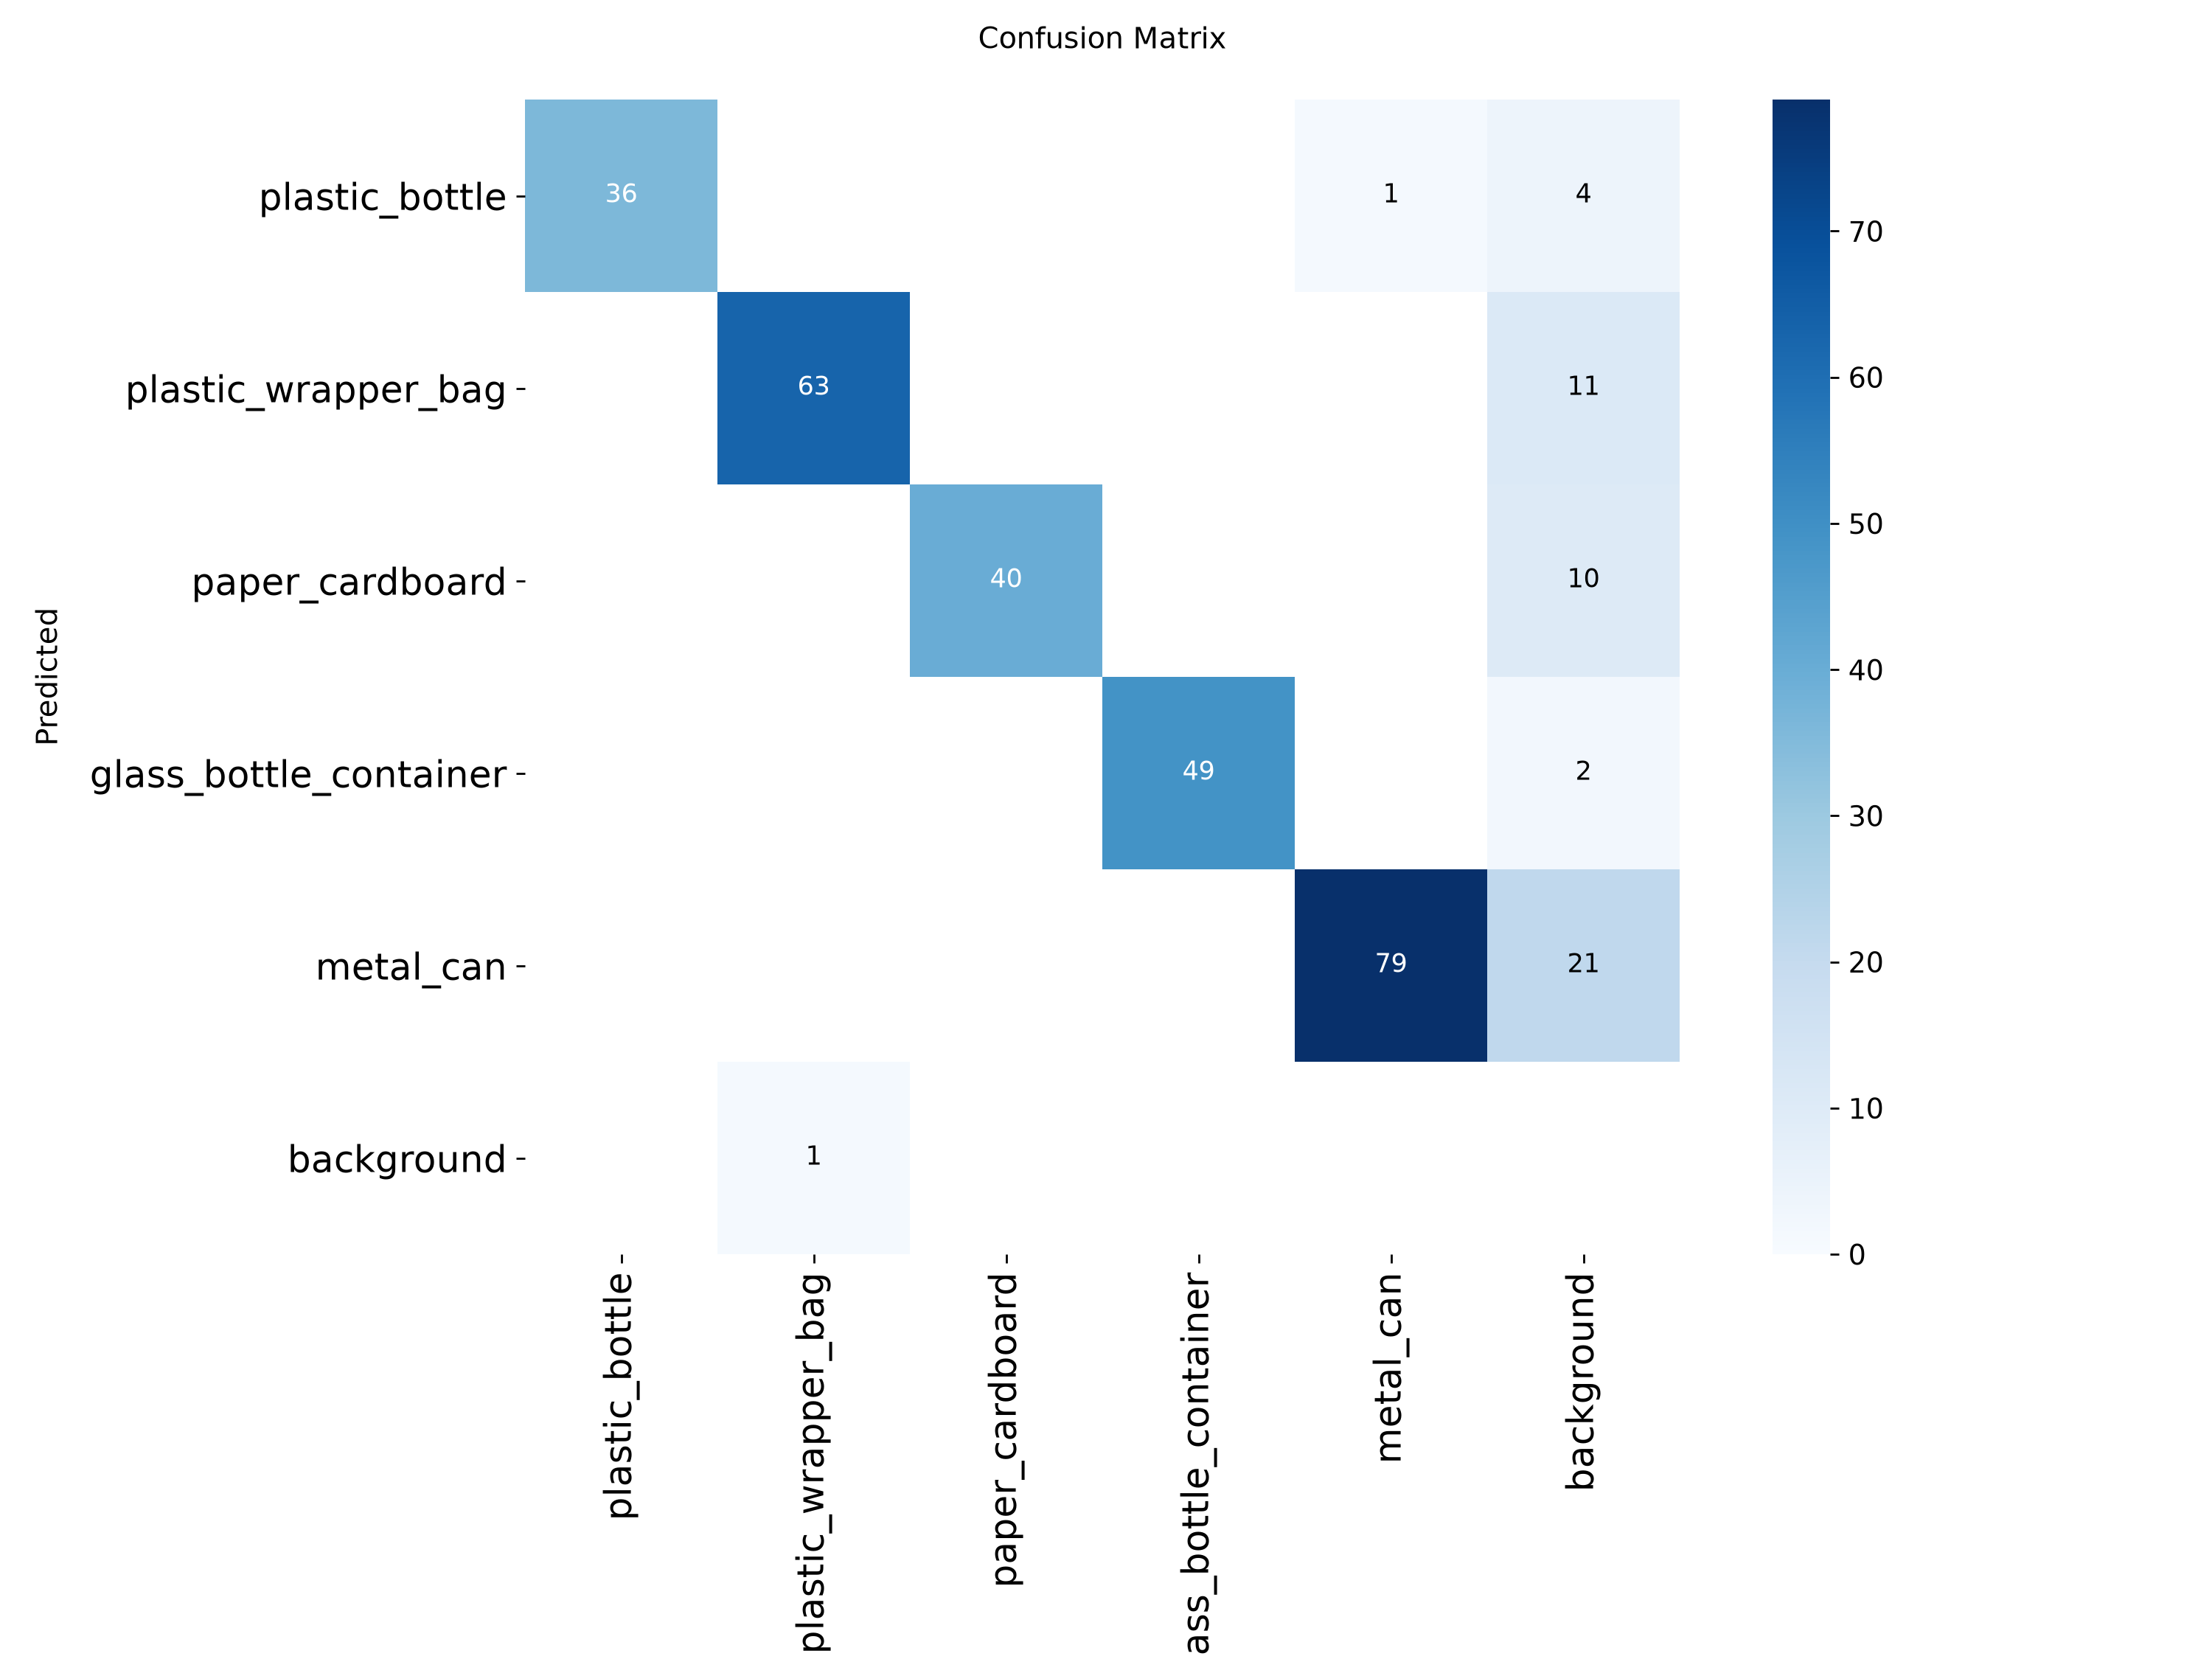 Confusion Matrix
plastic_bottle
36
1
4
plastic_wrapper_bag
63
11
paper_cardboard
40
10
glass_bottle_container
49
2
metal_can
79
21
background
1
Predicted
plastic_bottle
plastic_wrapper_bag
paper_cardboard
ass_bottle_container
metal_can
background
70
60
50
40
30
20
10
0